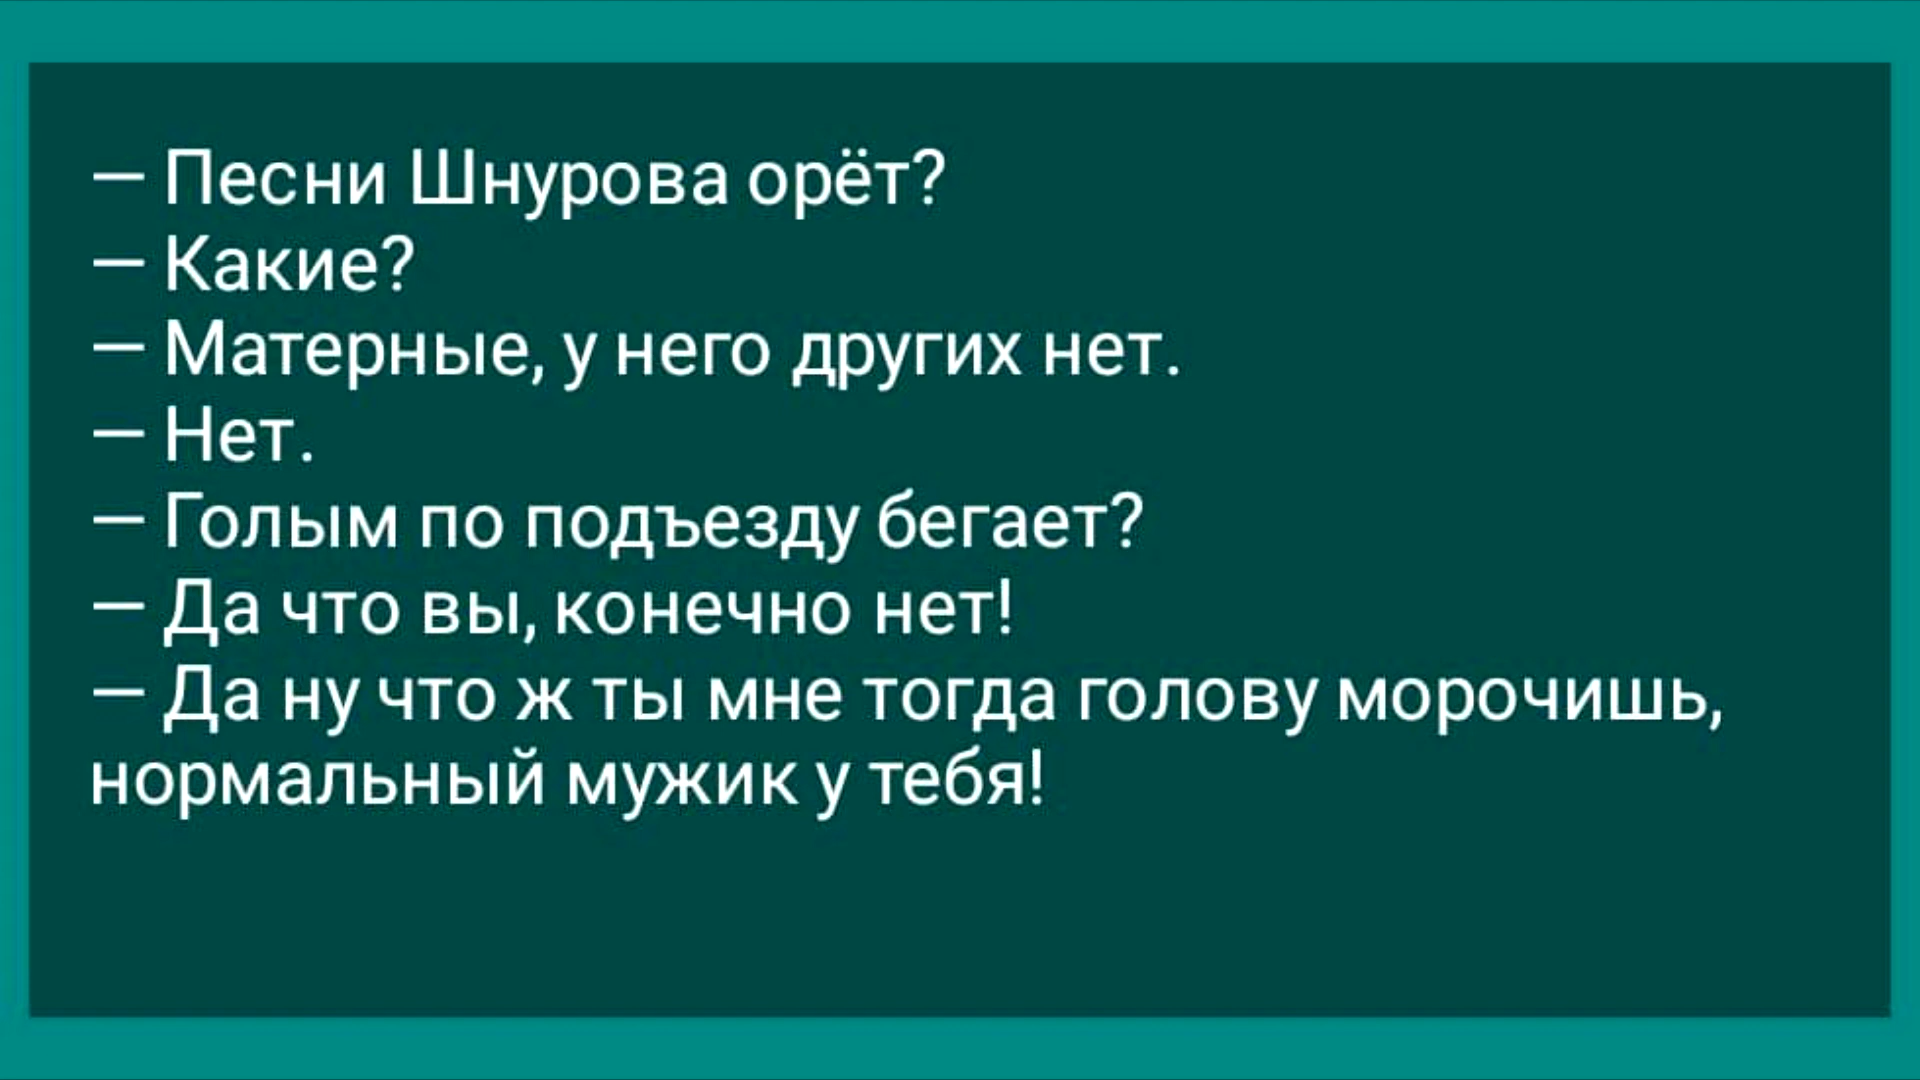 — Песни Шнурова орёт?
— Какие?
— Матерные, у него других нет.
— Нет.
— Голым по подъезду бегает?
— Да что вы, конечно нет!
— Да ну что ж ты мне тогда голову морочишь,
нормальный мужик у тебя!